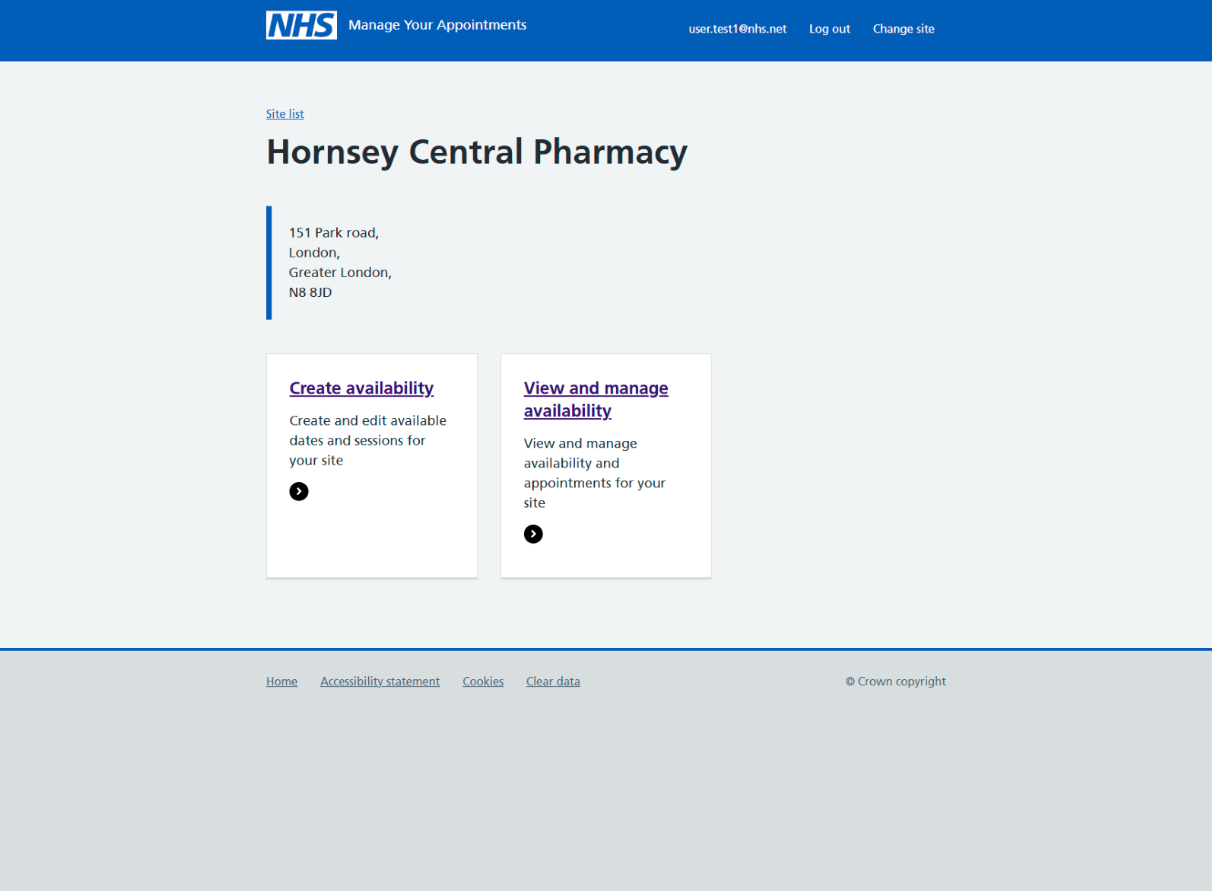 NHS Manage Your Appointments
user.test1@nhs.net Log out Change site
Site list
Hornsey Central Pharmacy
151 Park road,
London,
Greater London,
N8 8JD
Create availability
Create and edit available
dates and sessions for
your site
View and manage
availability
View and manage
availability and
appointments for your
site
Home Accessibility statement Cookies Clear data © Crown copyright